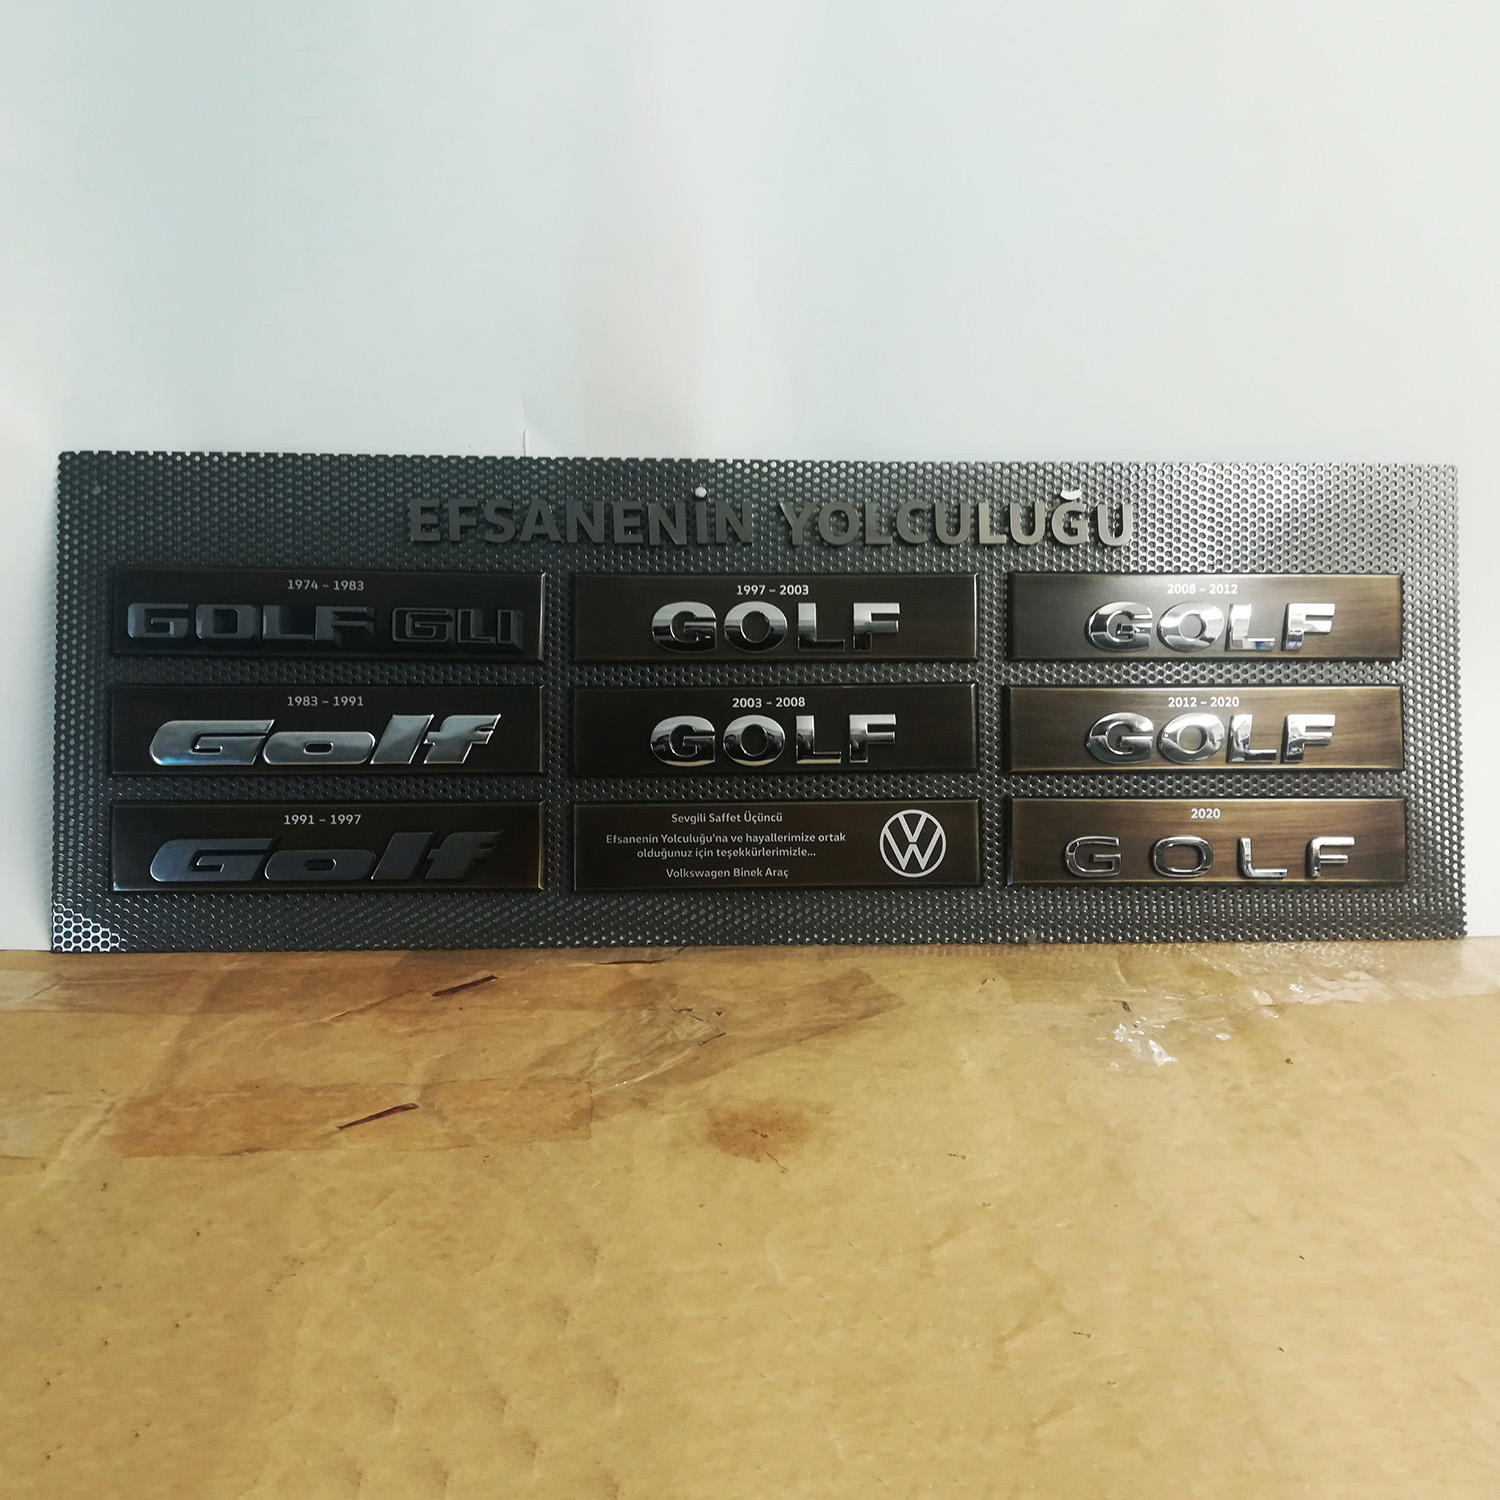 EFSANENİN YOLCULUĞU
1974 – 1983
GOLF GLI
1983 – 1991
Golf
1991 – 1997
Golf
1997 – 2003
GOLF
2003 – 2008
GOLF
Sevgili Saffet Üçüncü
Efsanenin Yolculuğu'na ve hayallerimize ortak
olduğunuz için teşekkürlerimizle...
Volkswagen Binek Araç
2008 – 2012
GOLF
2012 – 2020
GOLF
2020
GOLF